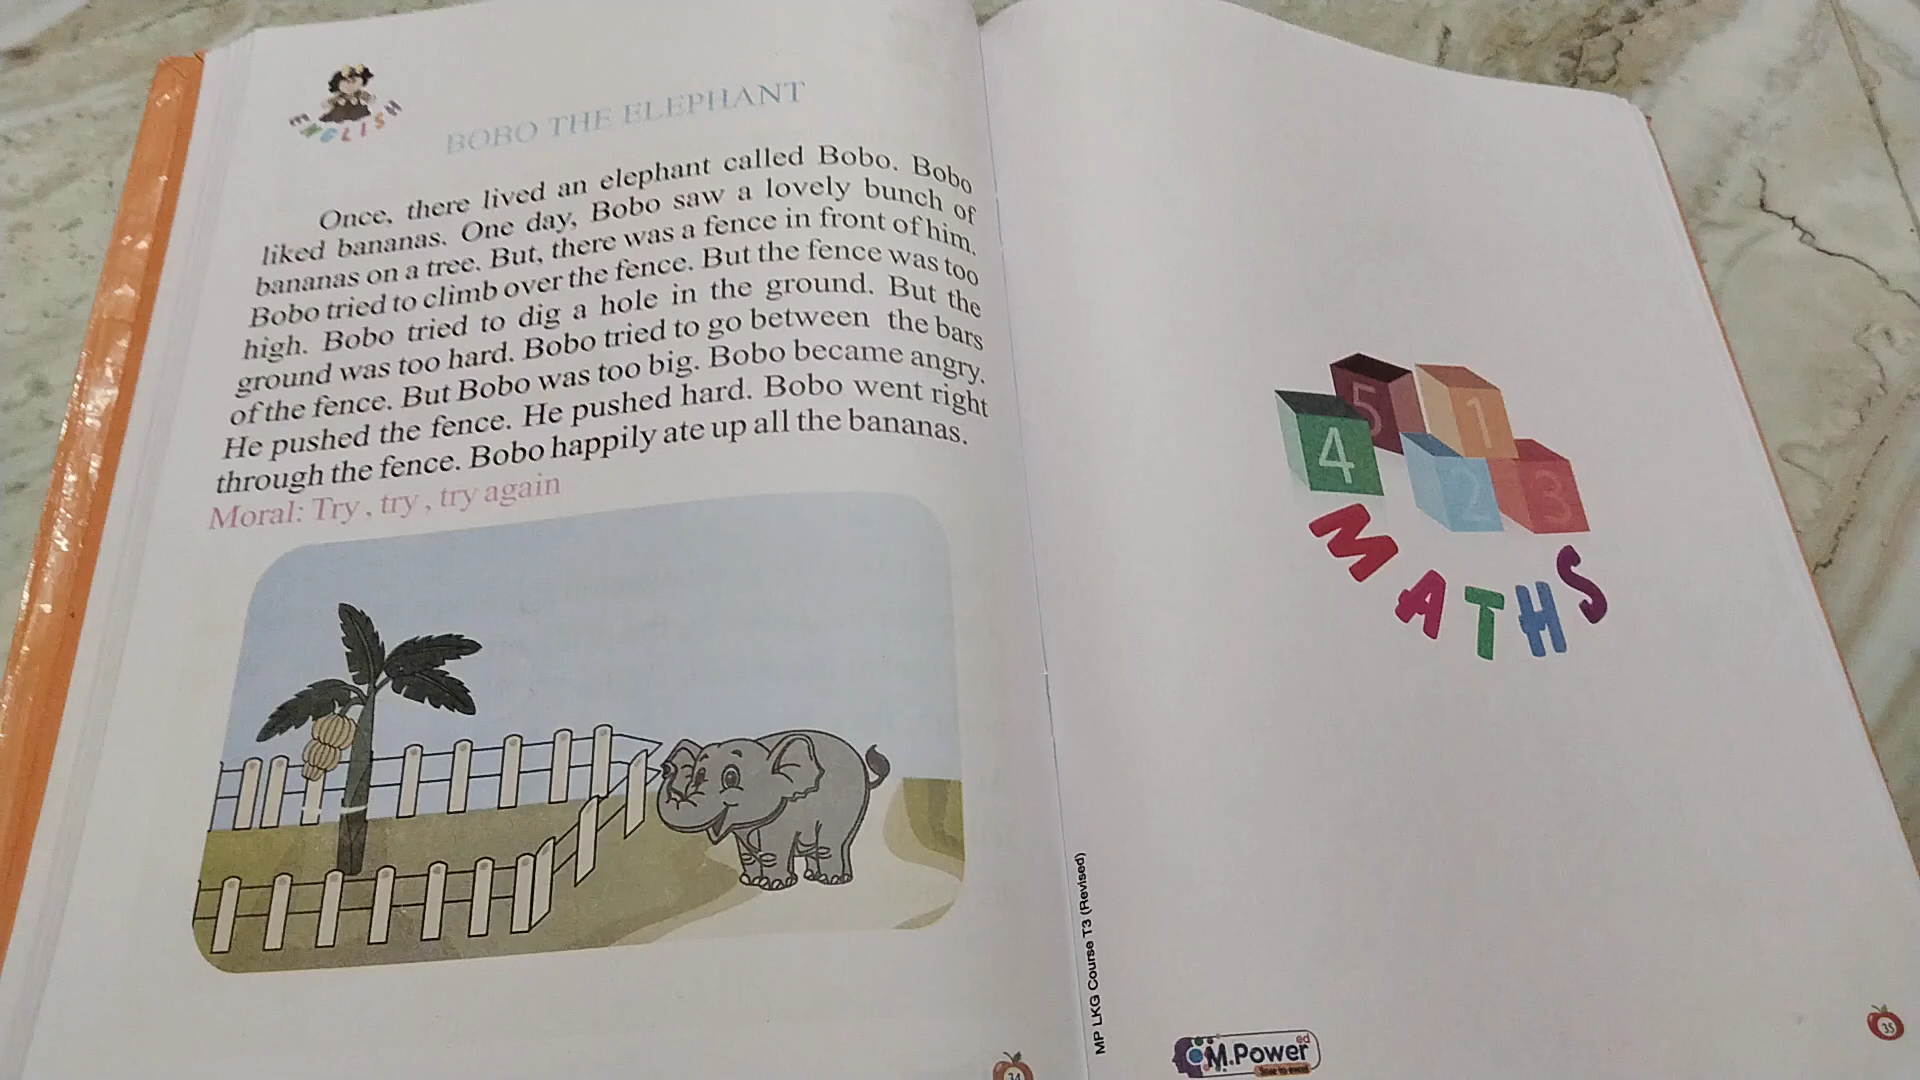 ENGLISH
BOBO THE ELEPHANT
Once, there lived an elephant called Bobo. Bobo
liked bananas. One day, Bobo saw a lovely bunch of
bananas on a tree. But, there was a fence in front of him.
Bobo tried to climb over the fence. But the fence was too
high. Bobo tried to dig a hole in the ground. But the
ground was too hard. Bobo tried to go between the bars
of the fence. But Bobo was too big. Bobo became angry.
He pushed the fence. He pushed hard. Bobo went right
through the fence. Bobo happily ate up all the bananas.
Moral: Try , try , try again
34
5 1
4 2 3
MATHS
MP LKG Course T3 (Revised)
M.Power
ed
35